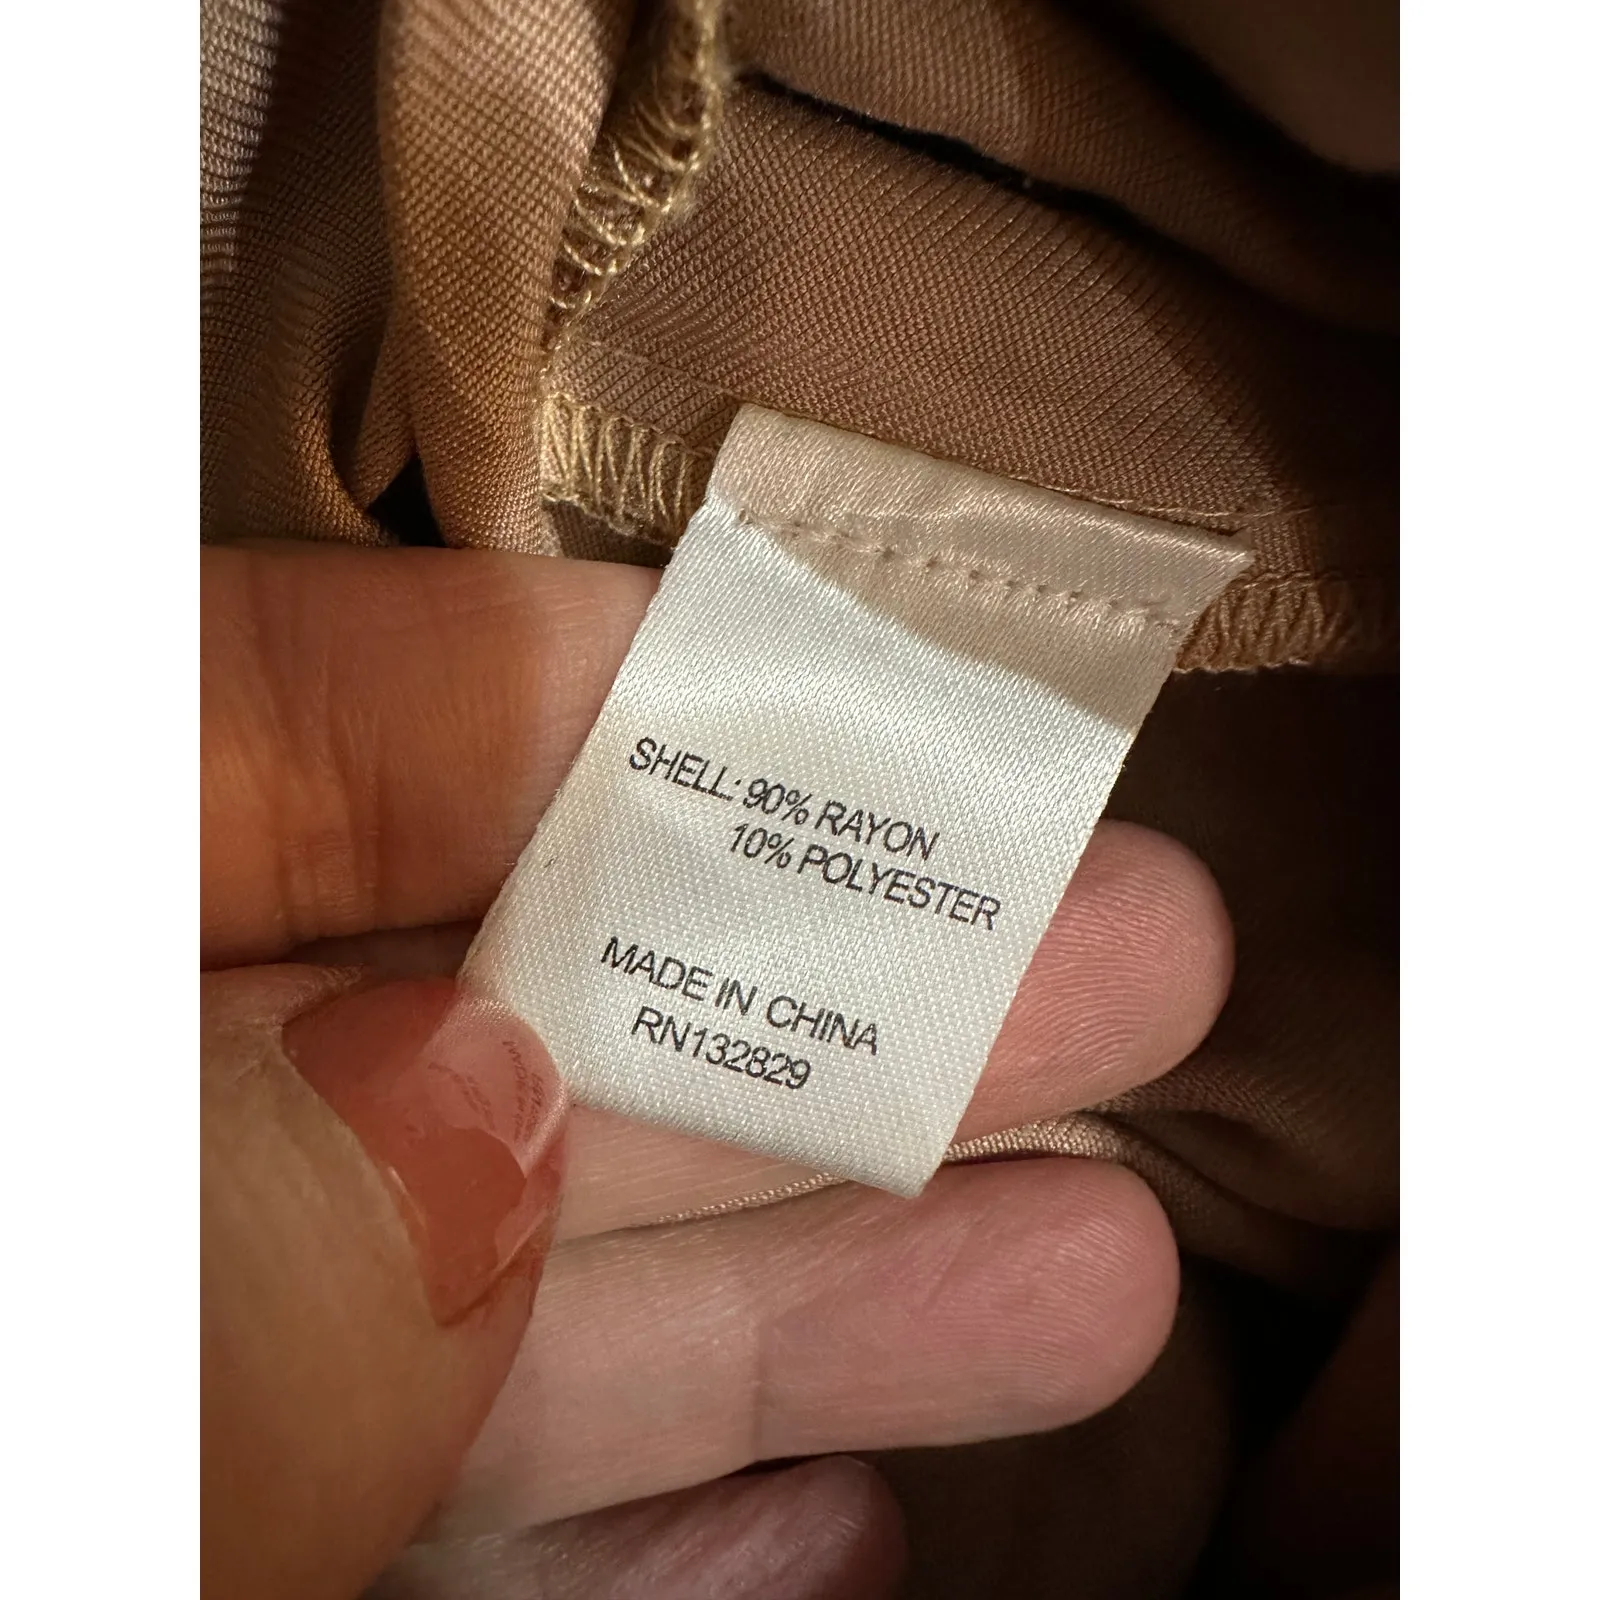 SHELL: 90% RAYON
10% POLYESTER
MADE IN CHINA
RN132829